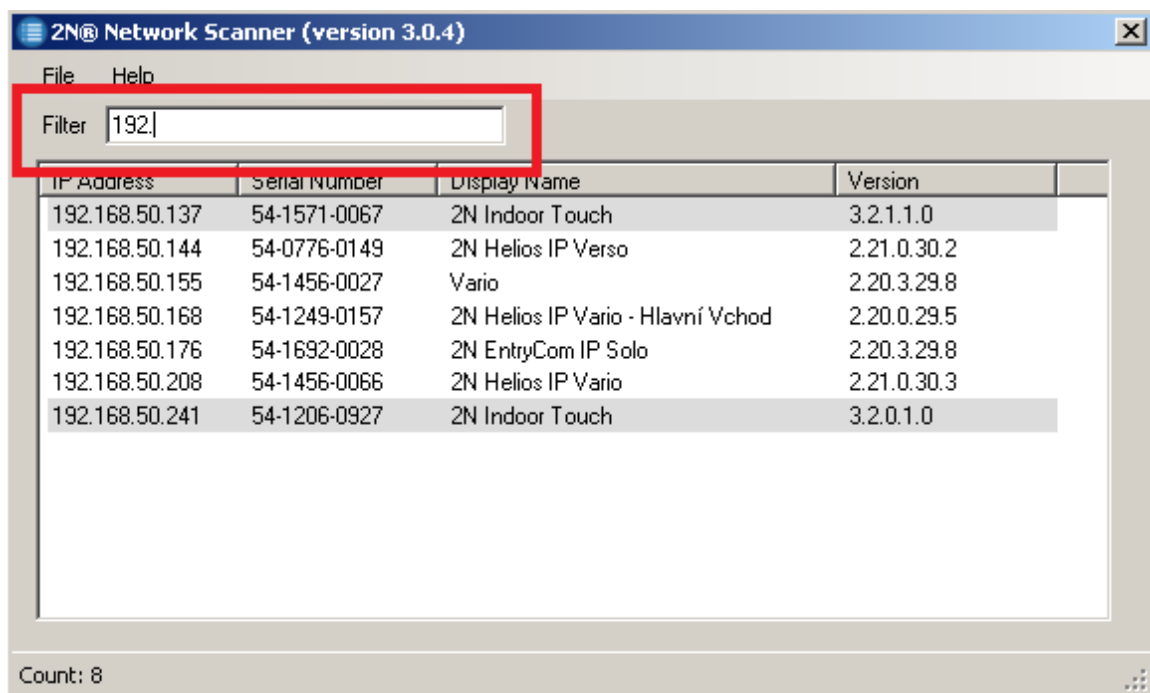 2N® Network Scanner (version 3.0.4)
File Help
Filter 192.
IP Address Serial Number Display Name Version
192.168.50.137 54-1571-0067 2N Indoor Touch 3.2.1.1.0
192.168.50.144 54-0776-0149 2N Helios IP Verso 2.21.0.30.2
192.168.50.155 54-1456-0027 Vario 2.20.3.29.8
192.168.50.168 54-1249-0157 2N Helios IP Vario - Hlavní Vchod 2.20.0.29.5
192.168.50.176 54-1692-0028 2N EntryCom IP Solo 2.20.3.29.8
192.168.50.208 54-1456-0066 2N Helios IP Vario 2.21.0.30.3
192.168.50.241 54-1206-0927 2N Indoor Touch 3.2.0.1.0
Count: 8